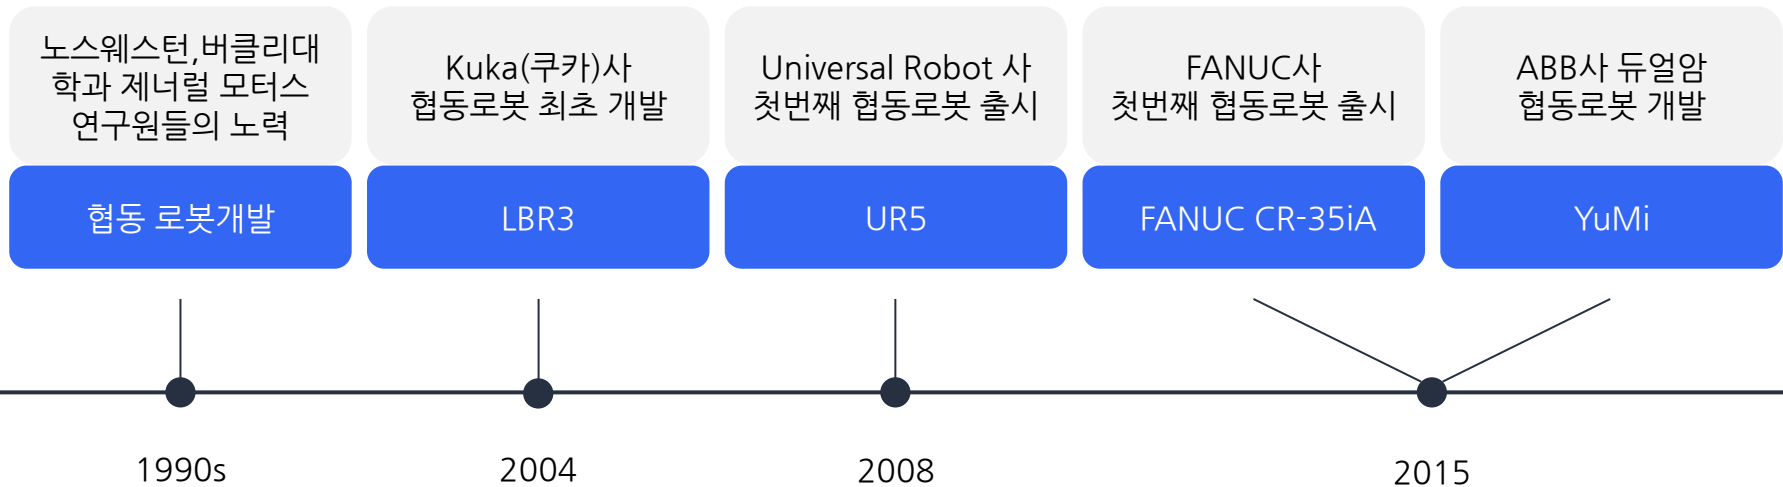 노스웨스턴,버클리대
학과 제너럴 모터스
연구원들의 노력
협동 로봇개발
Kuka(쿠카)사
협동로봇 최초 개발
LBR3
Universal Robot 사
첫번째 협동로봇 출시
UR5
FANUC사
첫번째 협동로봇 출시
FANUC CR-35iA
ABB사 듀얼암
협동로봇 개발
YuMi
1990s
2004
2008
2015